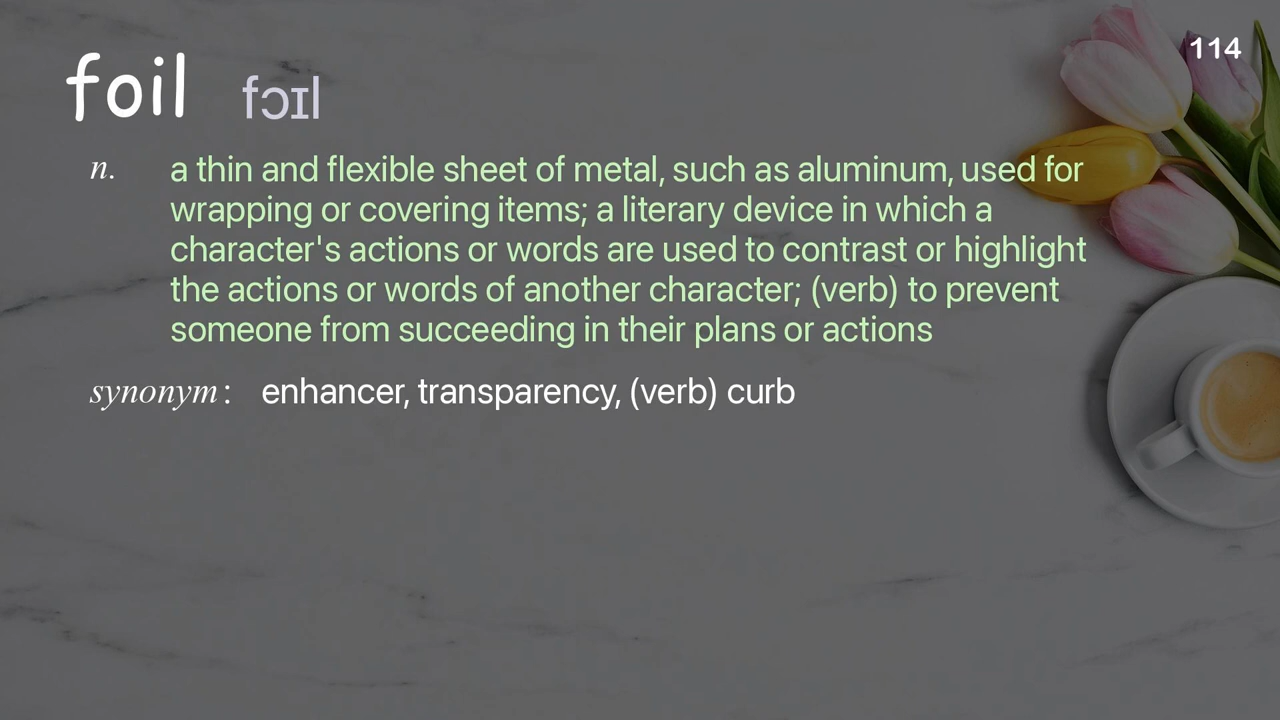 114
foil fɔɪl
n. a thin and flexible sheet of metal, such as aluminum, used for
wrapping or covering items; a literary device in which a
character's actions or words are used to contrast or highlight
the actions or words of another character; (verb) to prevent
someone from succeeding in their plans or actions
synonym: enhancer, transparency, (verb) curb